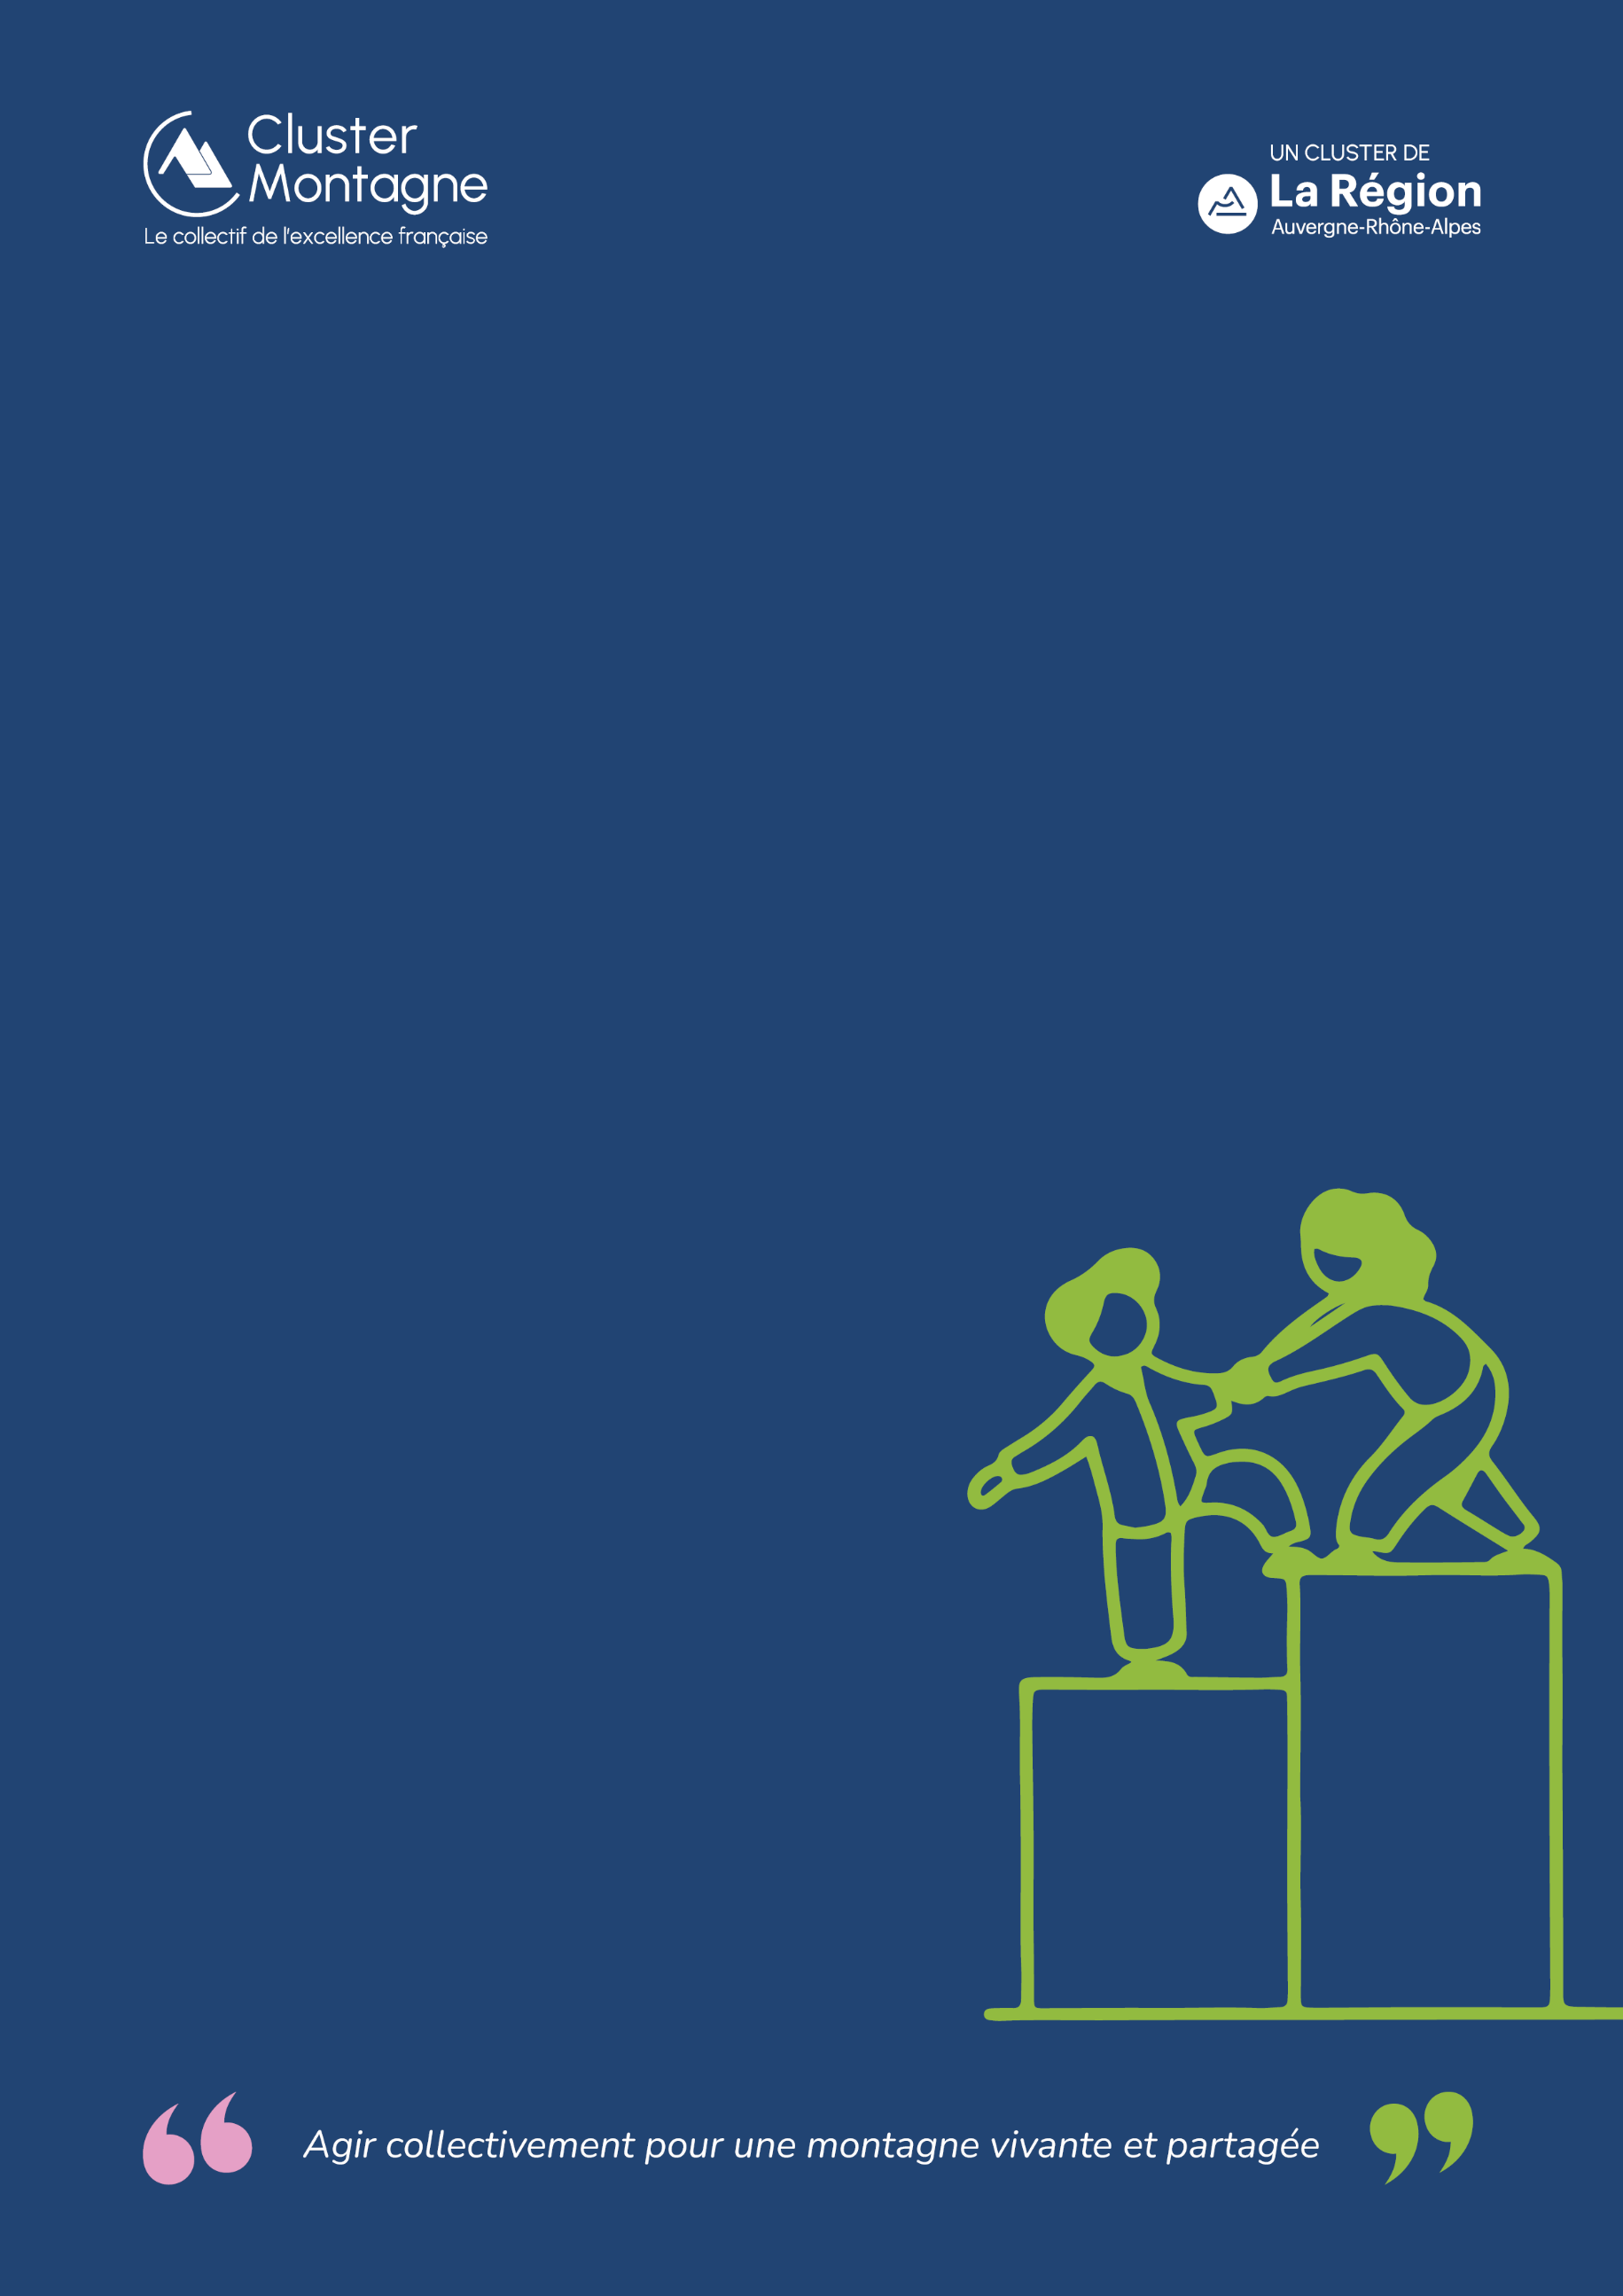 Cluster
Montagne
Le collectif de l'excellence française
UN CLUSTER DE
La Région
Auvergne-Rhône-Alpes
Agir collectivement pour une montagne vivante et partagée